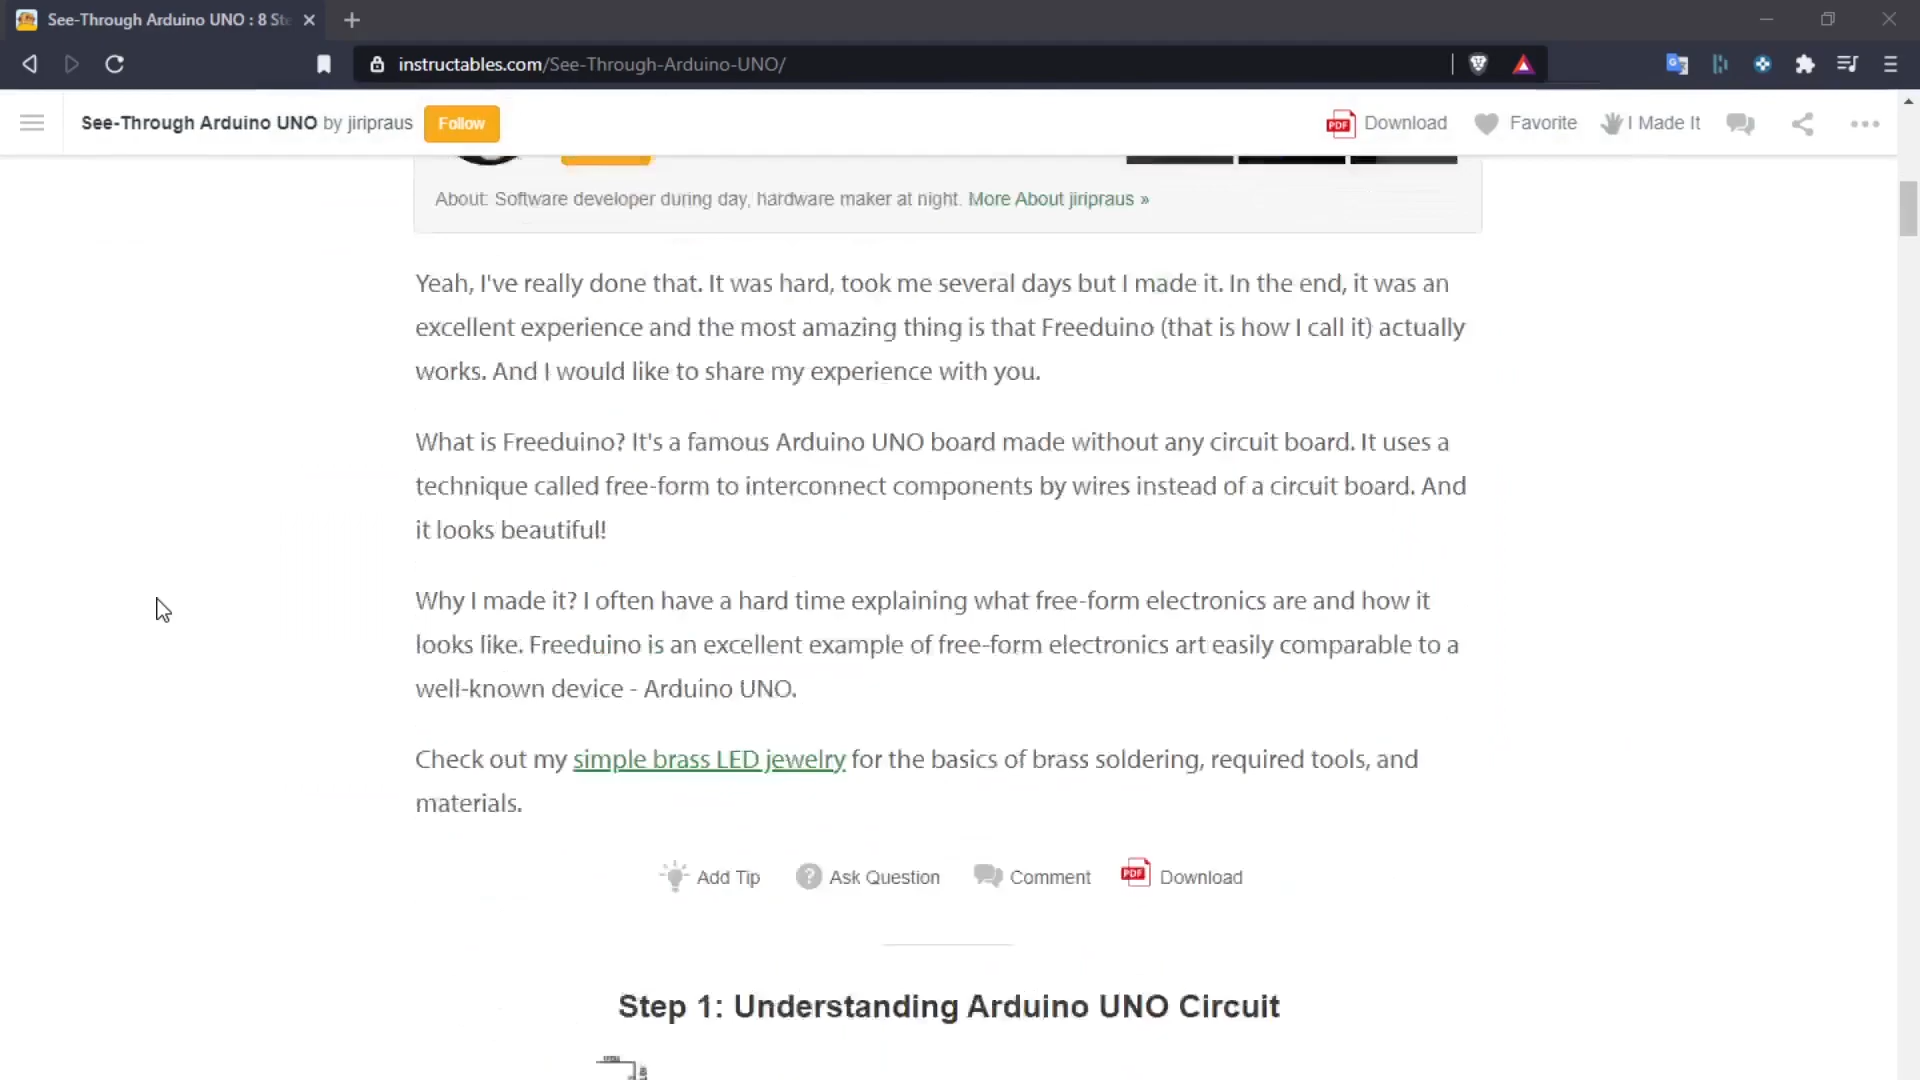 See-Through Arduino UNO : 8 Ste
instructables.com/See-Through-Arduino-UNO/
See-Through Arduino UNO by jiripraus
Follow
PDF Download
Favorite
I Made It
About: Software developer during day, hardware maker at night. More About jiripraus »
Yeah, I've really done that. It was hard, took me several days but I made it. In the end, it was an
excellent experience and the most amazing thing is that Freeduino (that is how I call it) actually
works. And I would like to share my experience with you.
What is Freeduino? It's a famous Arduino UNO board made without any circuit board. It uses a
technique called free-form to interconnect components by wires instead of a circuit board. And
it looks beautiful!
Why I made it? I often have a hard time explaining what free-form electronics are and how it
looks like. Freeduino is an excellent example of free-form electronics art easily comparable to a
well-known device - Arduino UNO.
Check out my simple brass LED jewelry for the basics of brass soldering, required tools, and
materials.
Add Tip
Ask Question
Comment
PDF Download
Step 1: Understanding Arduino UNO Circuit